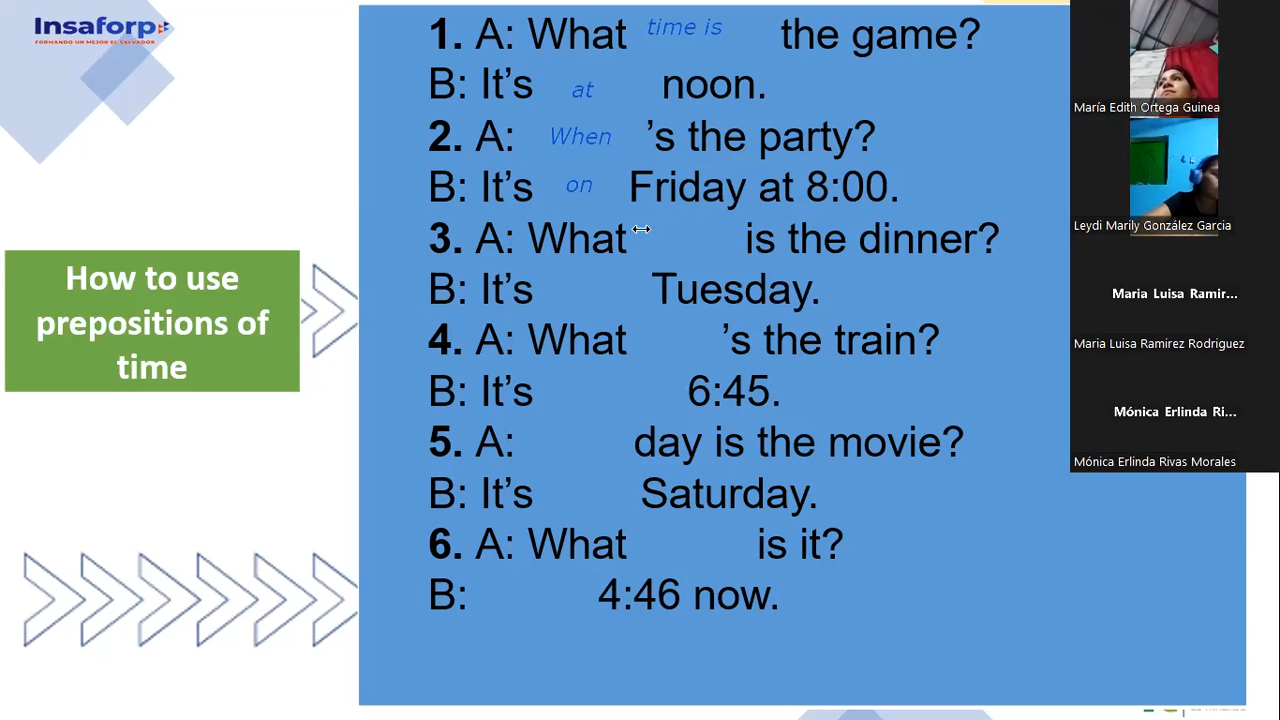 Insaforp
FORMANDO UN MEJOR EL SALVADOR
How to use
prepositions of
time
1. A: What time is the game?
B: It's at noon.
2. A: When 's the party?
B: It's on Friday at 8:00.
3. A: What is the dinner?
B: It's Tuesday.
4. A: What 's the train?
B: It's 6:45.
5. A: day is the movie?
B: It's Saturday.
6. A: What is it?
B: 4:46 now.
María Edith Ortega Guinea
Leydi Marily González Garcia
Maria Luisa Ramir...
Maria Luisa Ramirez Rodriguez
Mónica Erlinda Ri...
Mónica Erlinda Rivas Morales